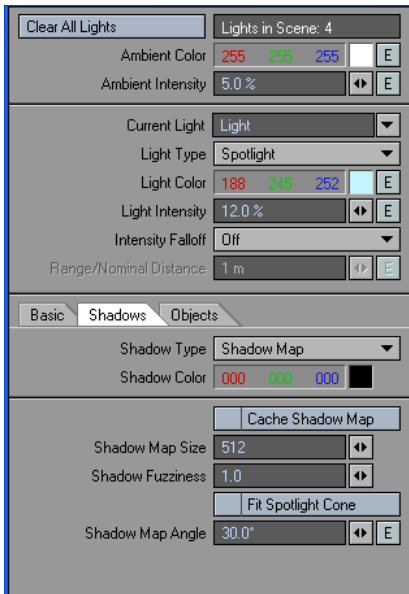 Clear All Lights Lights in Scene: 4
Ambient Color 255 255 255 E
Ambient Intensity 5.0 % E
Current Light Light
Light Type Spotlight
Light Color 188 245 252 E
Light Intensity 12.0 % E
Intensity Falloff Off
Range/Nominal Distance 1 m E
Basic Shadows Objects
Shadow Type Shadow Map
Shadow Color 000 000 000
Cache Shadow Map
Shadow Map Size 512
Shadow Fuzziness 1.0
Fit Spotlight Cone
Shadow Map Angle 30.0° E